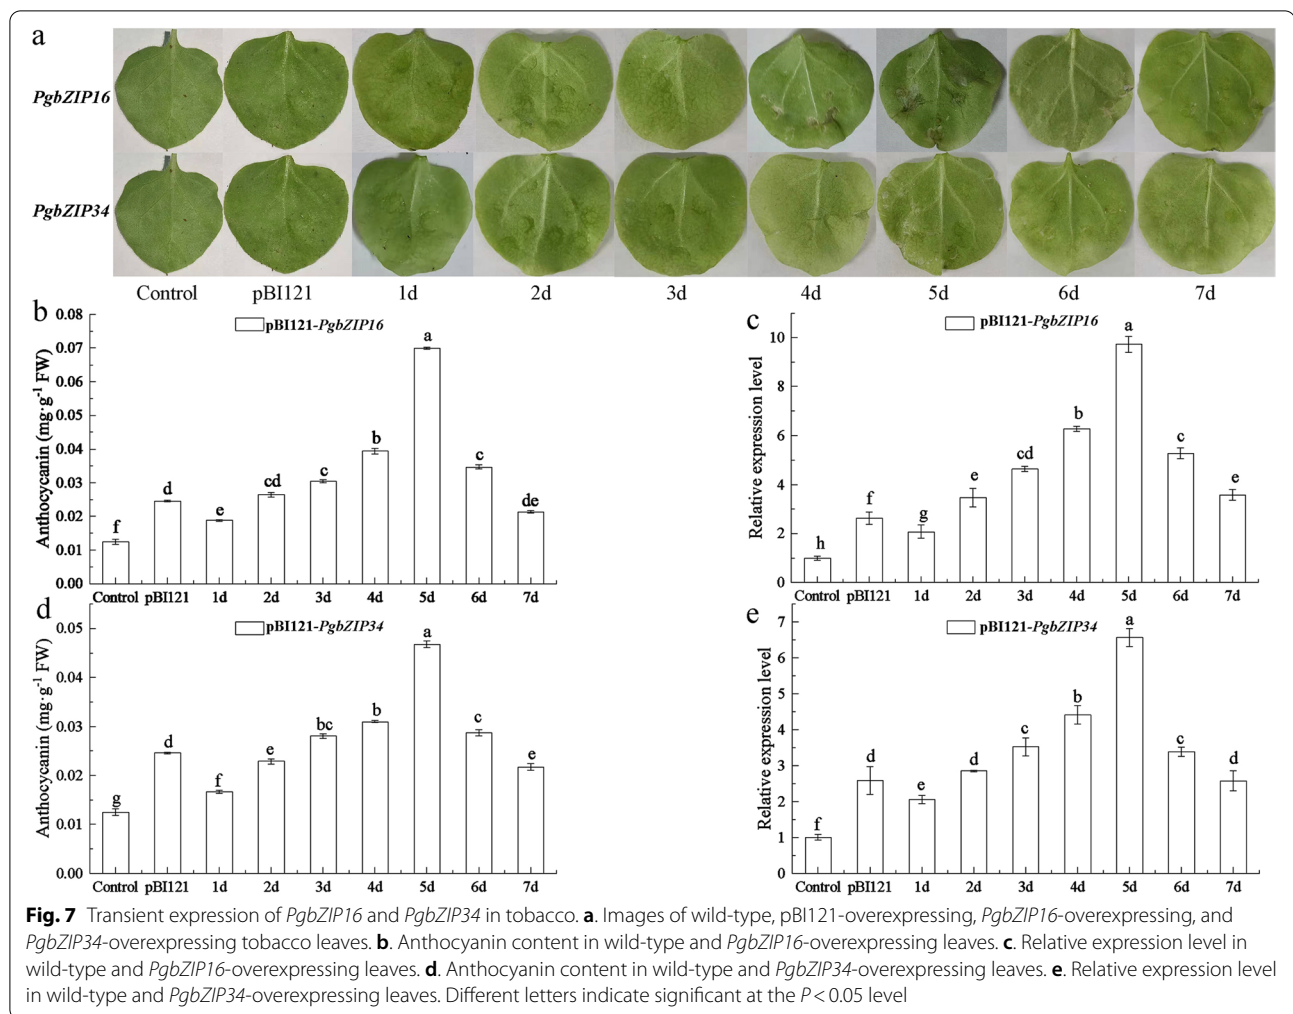 a
PgbZIP16
PgbZIP34
Control pBI121 1d 2d 3d 4d 5d 6d 7d
b
pBI121-PgbZIP16
Anthocycanin (mg·g⁻¹ FW)
0.08
0.07
0.06
0.05
0.04
0.03
0.02
0.01
0.00
f d e cd c b a c de
Control pBI121 1d 2d 3d 4d 5d 6d 7d
c
pBI121-PgbZIP16
Relative expression level
10
8
6
4
2
0
h f g e cd b a c e
Control pBI121 1d 2d 3d 4d 5d 6d 7d
d
pBI121-PgbZIP34
Anthocycanin (mg·g⁻¹ FW)
0.05
0.04
0.03
0.02
0.01
0.00
g d f e bc b a c e
Control pBI121 1d 2d 3d 4d 5d 6d 7d
e
pBI121-PgbZIP34
Relative expression level
7
6
5
4
3
2
1
0
f d e d c b a c d
Control pBI121 1d 2d 3d 4d 5d 6d 7d
Fig. 7 Transient expression of PgbZIP16 and PgbZIP34 in tobacco. a. Images of wild-type, pBI121-overexpressing, PgbZIP16-overexpressing, and
PgbZIP34-overexpressing tobacco leaves. b. Anthocyanin content in wild-type and PgbZIP16-overexpressing leaves. c. Relative expression level in
wild-type and PgbZIP16-overexpressing leaves. d. Anthocyanin content in wild-type and PgbZIP34-overexpressing leaves. e. Relative expression level
in wild-type and PgbZIP34-overexpressing leaves. Different letters indicate significant at the P < 0.05 level